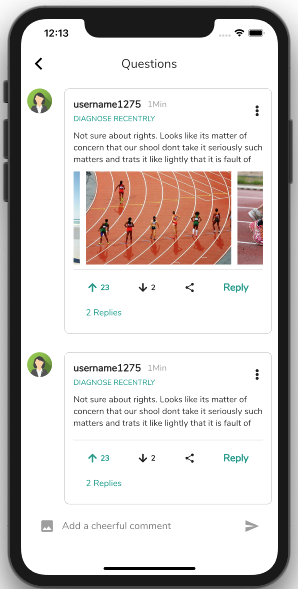 12:13
Questions
username1275 1Min
DIAGNOSE RECENTRLY
Not sure about rights. Looks like its matter of
concern that our shool dont take it seriously such
matters and trats it like lightly that it is fault of
23 2 Reply
2 Replies
username1275 1Min
DIAGNOSE RECENTRLY
Not sure about rights. Looks like its matter of
concern that our shool dont take it seriously such
matters and trats it like lightly that it is fault of
23 2 Reply
2 Replies
Add a cheerful comment